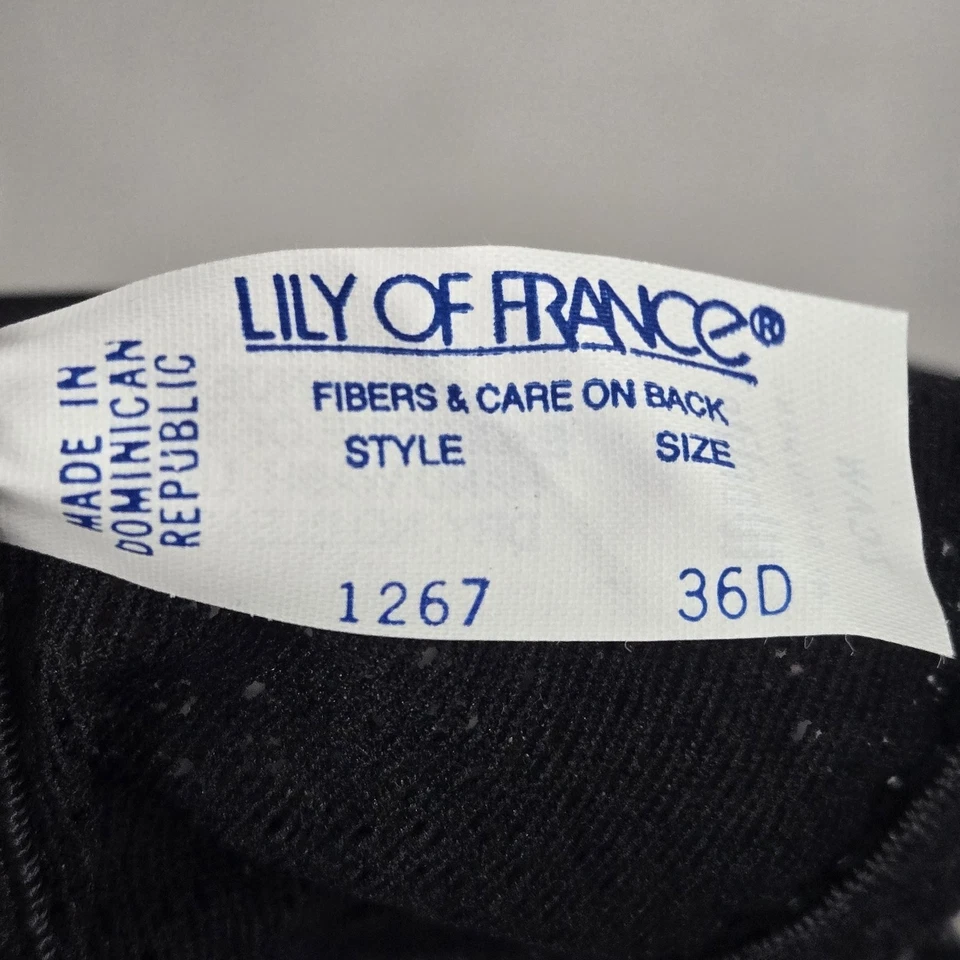 LILY OF FRANCE®
FIBERS & CARE ON BACK
STYLE SIZE
1267 36D
MADE IN
DOMINICAN
REPUBLIC